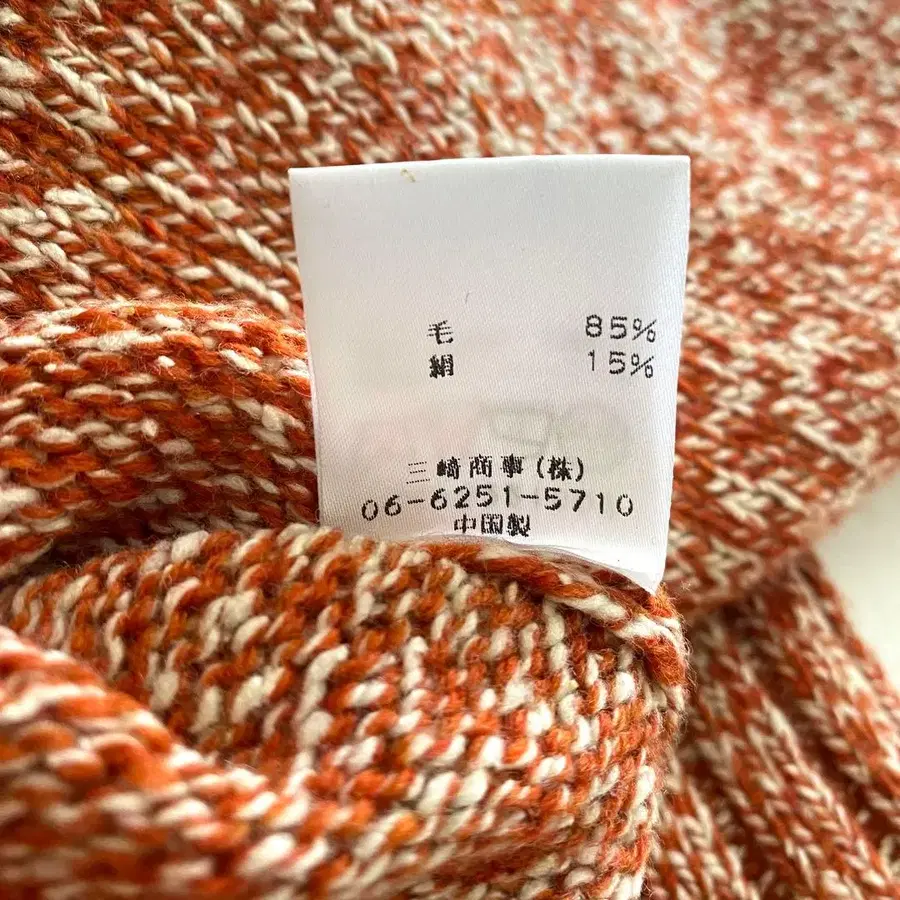 毛 85%
絹 15%
三崎商事(株)
06-6251-5710
中国製